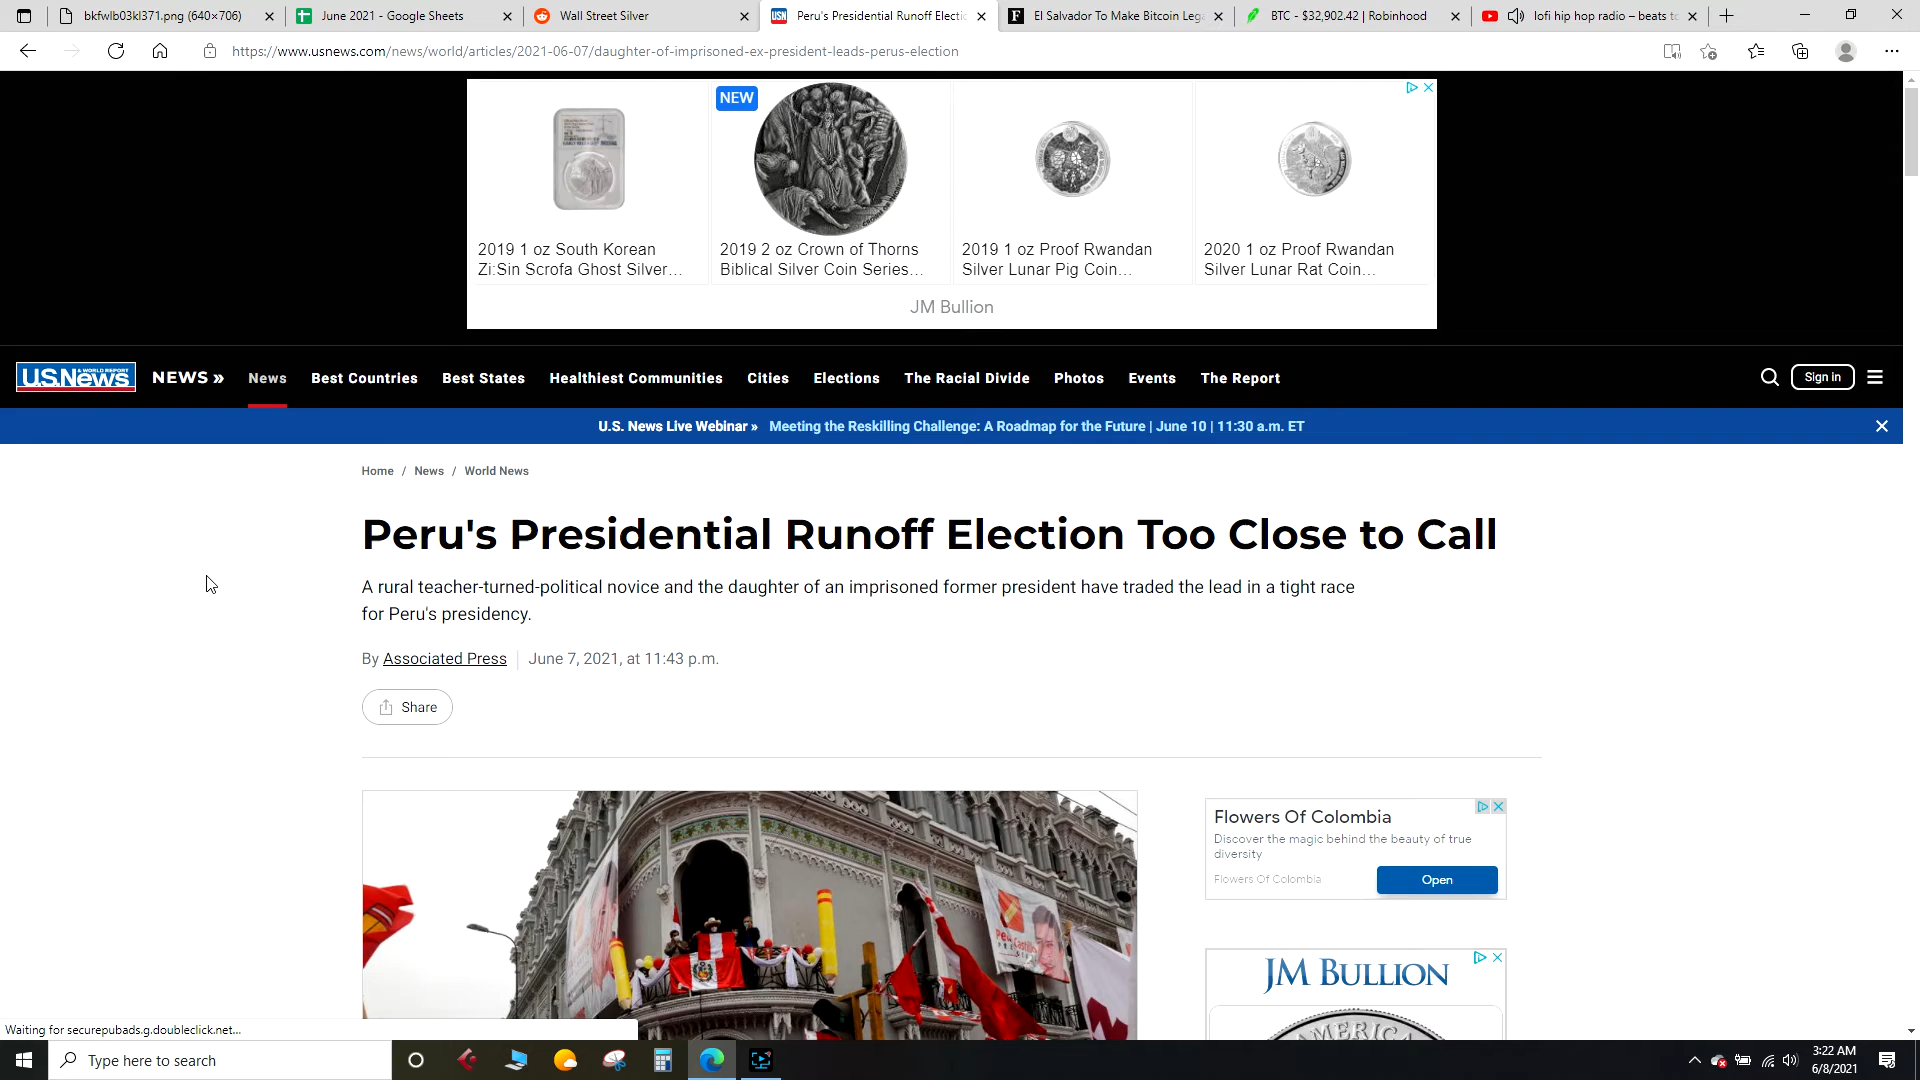 bkfwlb03kl371.png (640×706)
June 2021 - Google Sheets
Wall Street Silver
Peru's Presidential Runoff Electi
El Salvador To Make Bitcoin Leg
BTC - $32,902.42 | Robinhood
lofi hip hop radio – beats to
https://www.usnews.com/news/world/articles/2021-06-07/daughter-of-imprisoned-ex-president-leads-perus-election
NEW
2019 1 oz South Korean
Zi:Sin Scrofa Ghost Silver...
2019 2 oz Crown of Thorns
Biblical Silver Coin Series...
2019 1 oz Proof Rwandan
Silver Lunar Pig Coin...
2020 1 oz Proof Rwandan
Silver Lunar Rat Coin...
JM Bullion
U.S.News & WORLD REPORT
NEWS »
News
Best Countries
Best States
Healthiest Communities
Cities
Elections
The Racial Divide
Photos
Events
The Report
Sign in
U.S. News Live Webinar » Meeting the Reskilling Challenge: A Roadmap for the Future | June 10 | 11:30 a.m. ET
Home / News / World News
Peru's Presidential Runoff Election Too Close to Call
A rural teacher-turned-political novice and the daughter of an imprisoned former president have traded the lead in a tight race
for Peru's presidency.
By Associated Press | June 7, 2021, at 11:43 p.m.
Share
Flowers Of Colombia
Discover the magic behind the beauty of true
diversity
Flowers Of Colombia
Open
JM BULLION
Waiting for securepubads.g.doubleclick.net...
Type here to search
3:22 AM
6/8/2021